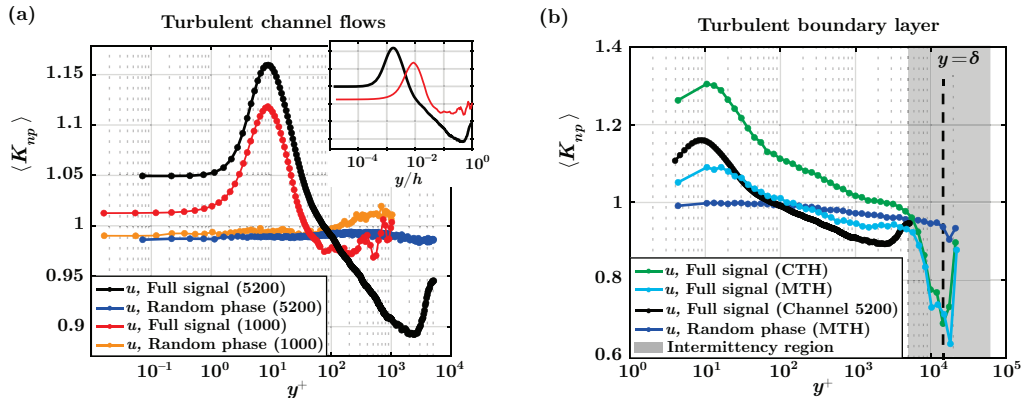 (a)
Turbulent channel flows
1.15
1.1
1.05
1
0.95
0.9
⟨K_np⟩
10^−1 10^0 10^1 10^2 10^3 10^4
y^+
10^−4 10^−2 10^0
y/h
u, Full signal (5200)
u, Random phase (5200)
u, Full signal (1000)
u, Random phase (1000)
(b)
Turbulent boundary layer
1.4
1.2
1
0.8
0.6
⟨K_np⟩
y = δ
10^0 10^1 10^2 10^3 10^4 10^5
y^+
u, Full signal (CTH)
u, Full signal (MTH)
u, Full signal (Channel 5200)
u, Random phase (MTH)
Intermittency region